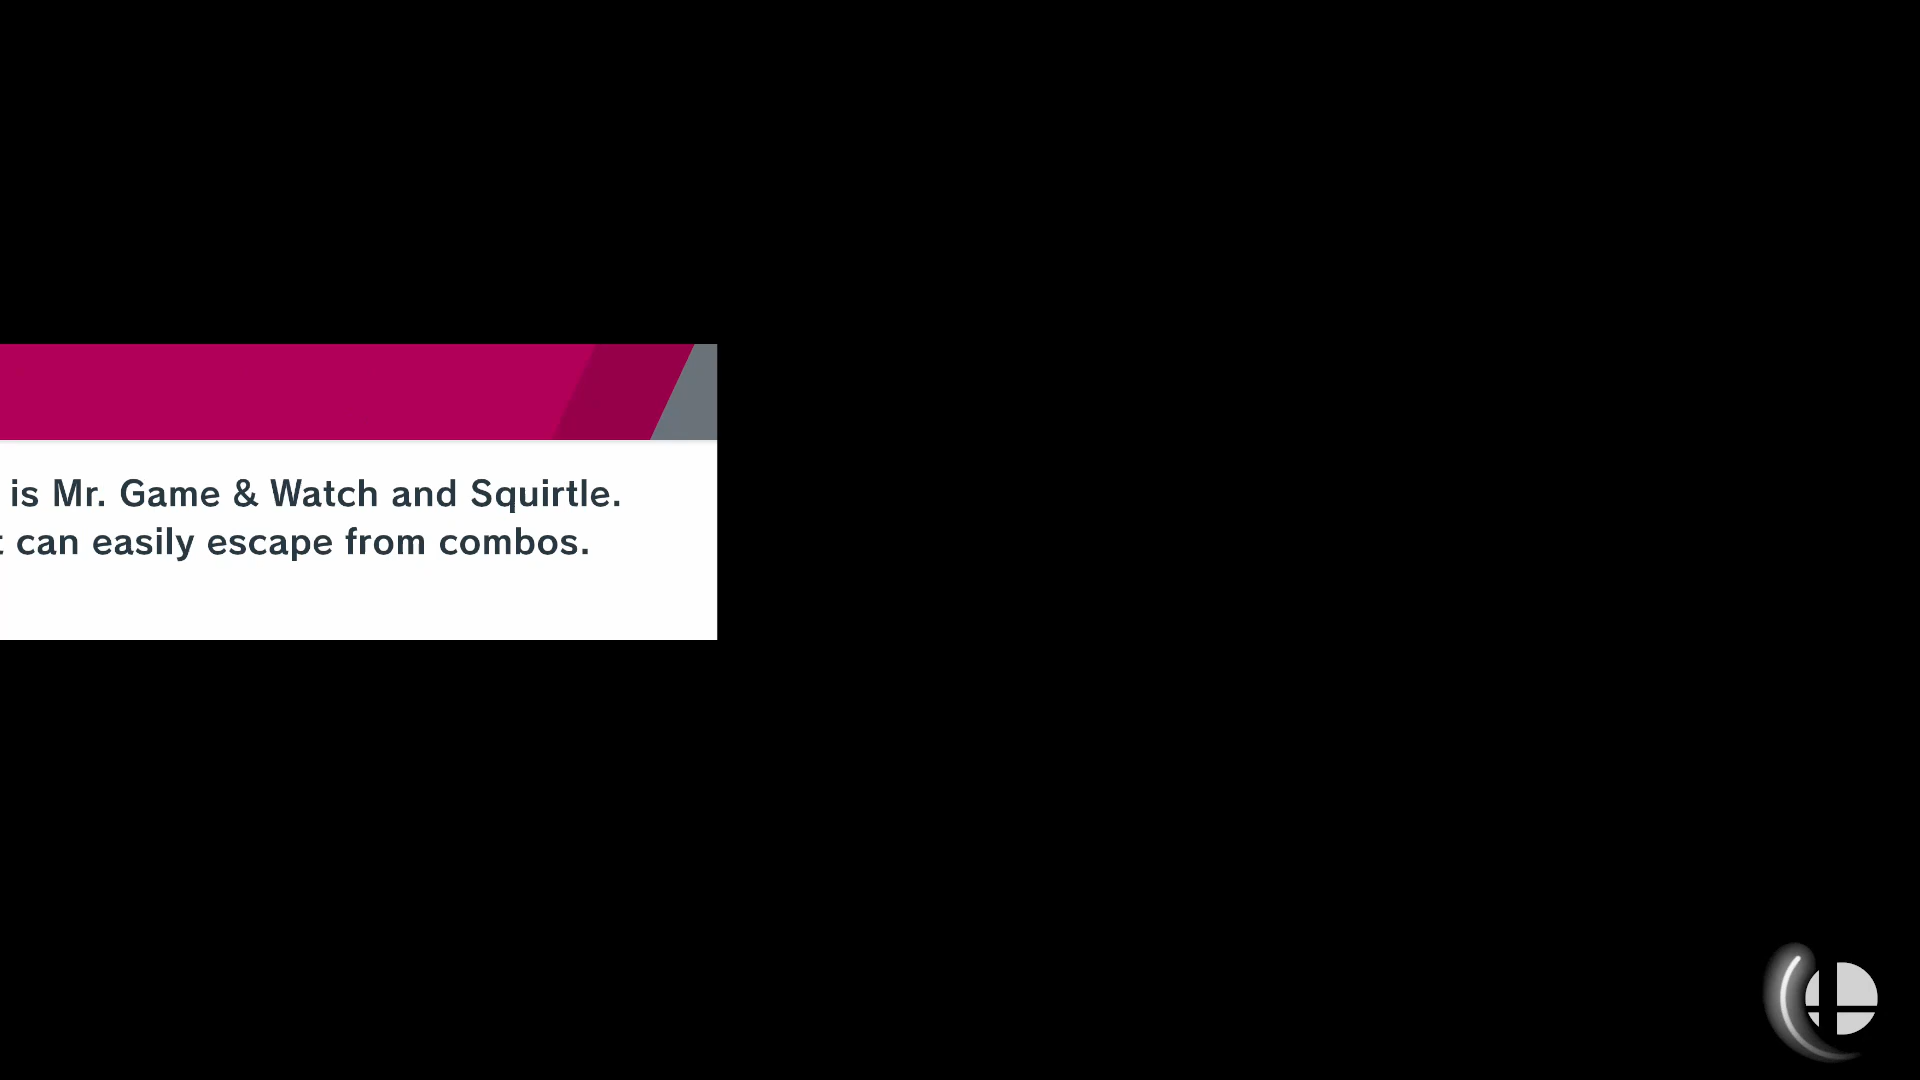 is Mr. Game & Watch and Squirtle.
can easily escape from combos.